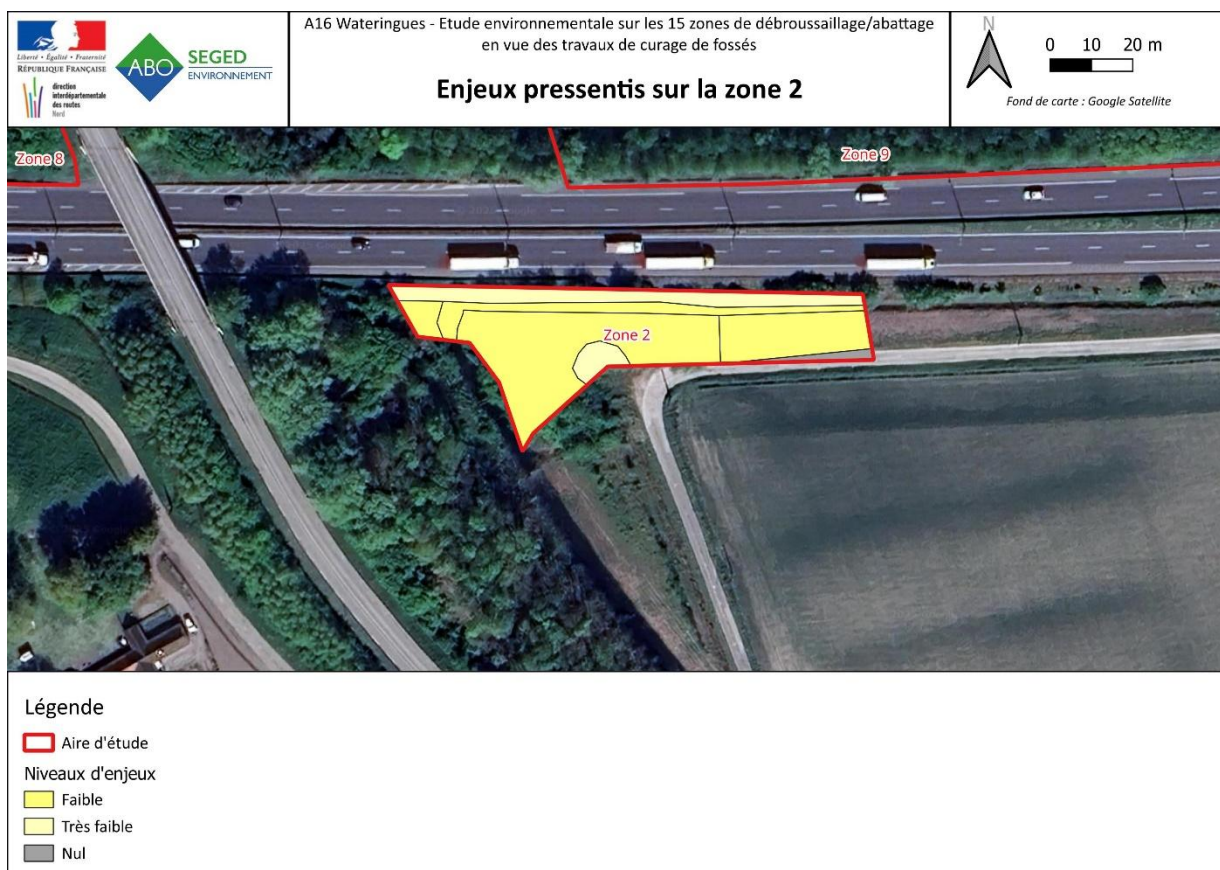 Liberté • Égalité • Fraternité
RÉPUBLIQUE FRANÇAISE
direction
interdépartementale
des routes
Nord
ABO
SEGED
ENVIRONNEMENT
A16 Wateringues - Etude environnementale sur les 15 zones de débroussaillage/abattage
en vue des travaux de curage de fossés
Enjeux pressentis sur la zone 2
N
0 10 20 m
Fond de carte : Google Satellite
Zone 8
Zone 9
Zone 2
Légende
Aire d'étude
Niveaux d'enjeux
Faible
Très faible
Nul